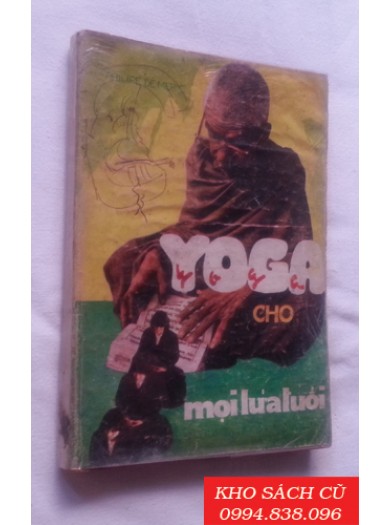 YOGA
CHO
mọi lứa tuổi
KHO SÁCH CŨ
0994.838.096